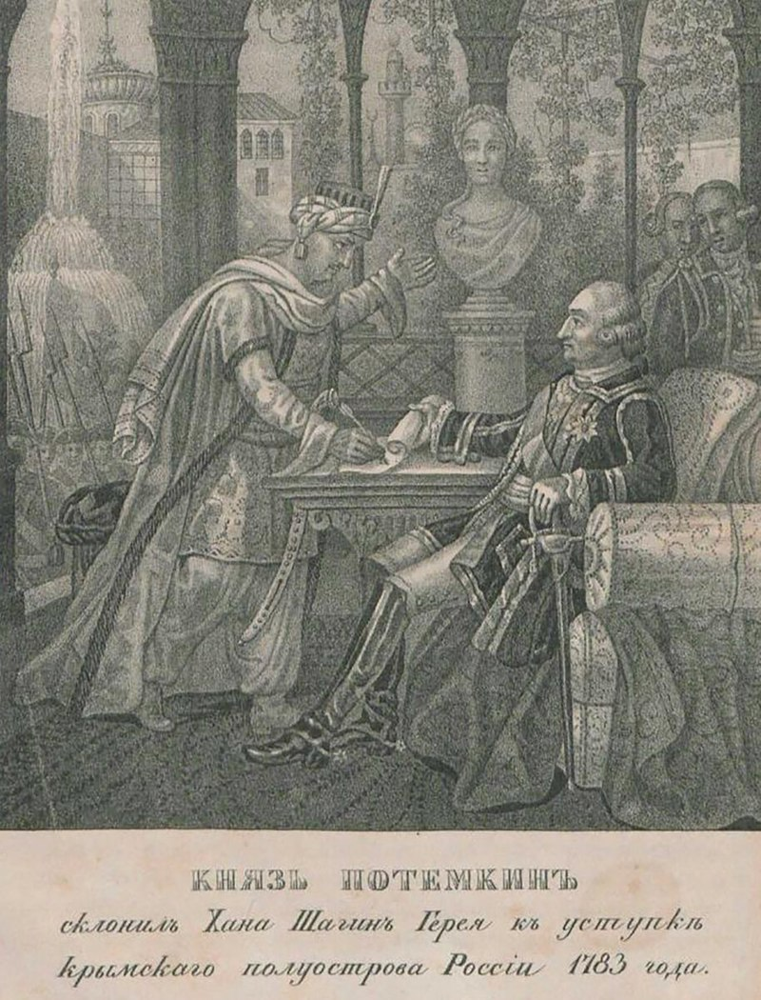 КНЯЗЬ ПОТЕМКИНЪ
склонилъ Хана Шагинъ Герея къ уступкѣ
крымскаго полуострова Россіи 1783 года.